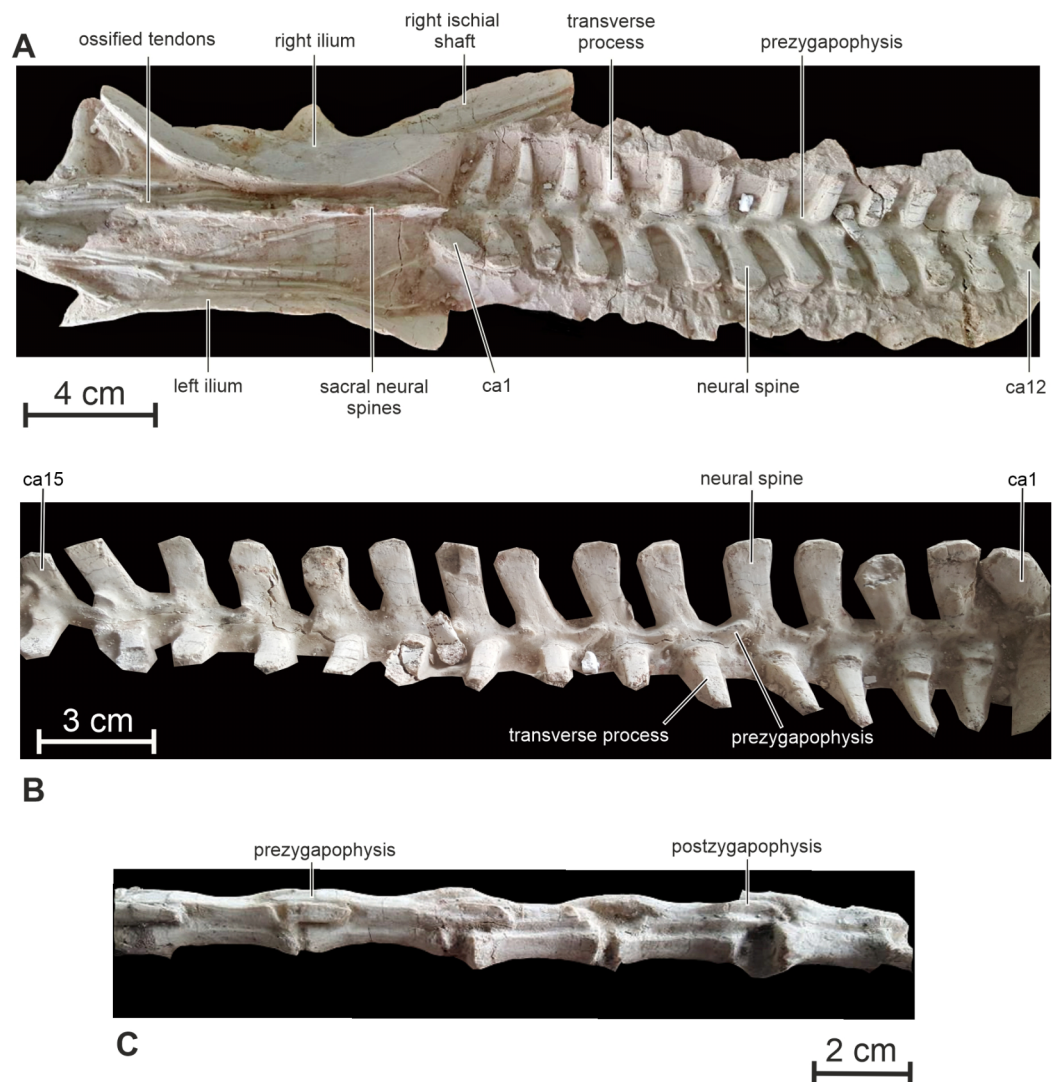 A
ossified tendons
right ilium
right ischial
shaft
transverse
process
prezygapophysis
4 cm
left ilium
sacral neural
spines
ca1
neural spine
ca12
ca15
neural spine
ca1
3 cm
transverse process
prezygapophysis
B
prezygapophysis
postzygapophysis
C
2 cm